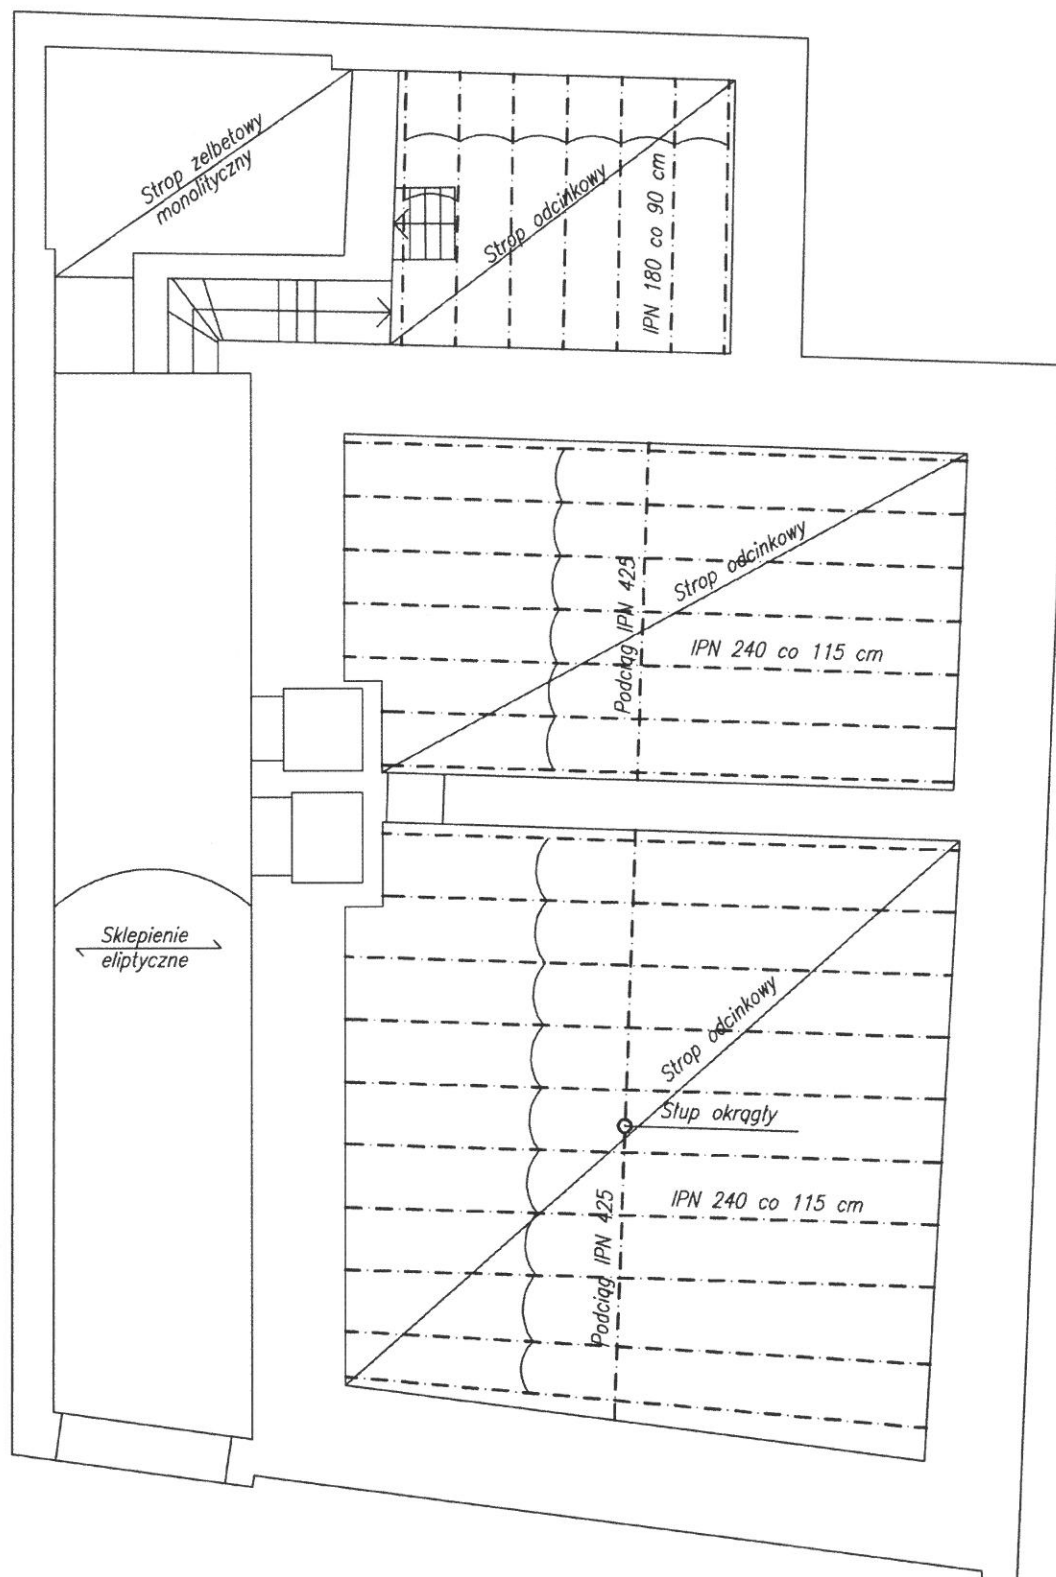 Strop zelbetowy
monolityczny
Strop odcinkowy
IPN 180 co 90 cm
Strop odcinkowy
Podciąg IPN 425
IPN 240 co 115 cm
Sklepienie
eliptyczne
Strop odcinkowy
Słup okrągły
IPN 240 co 115 cm
Podciąg IPN 425